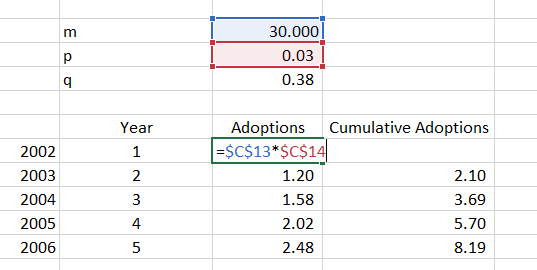 m 30.000
p 0.03
q 0.38
Year Adoptions Cumulative Adoptions
2002 1 =$C$13*$C$14
2003 2 1.20 2.10
2004 3 1.58 3.69
2005 4 2.02 5.70
2006 5 2.48 8.19